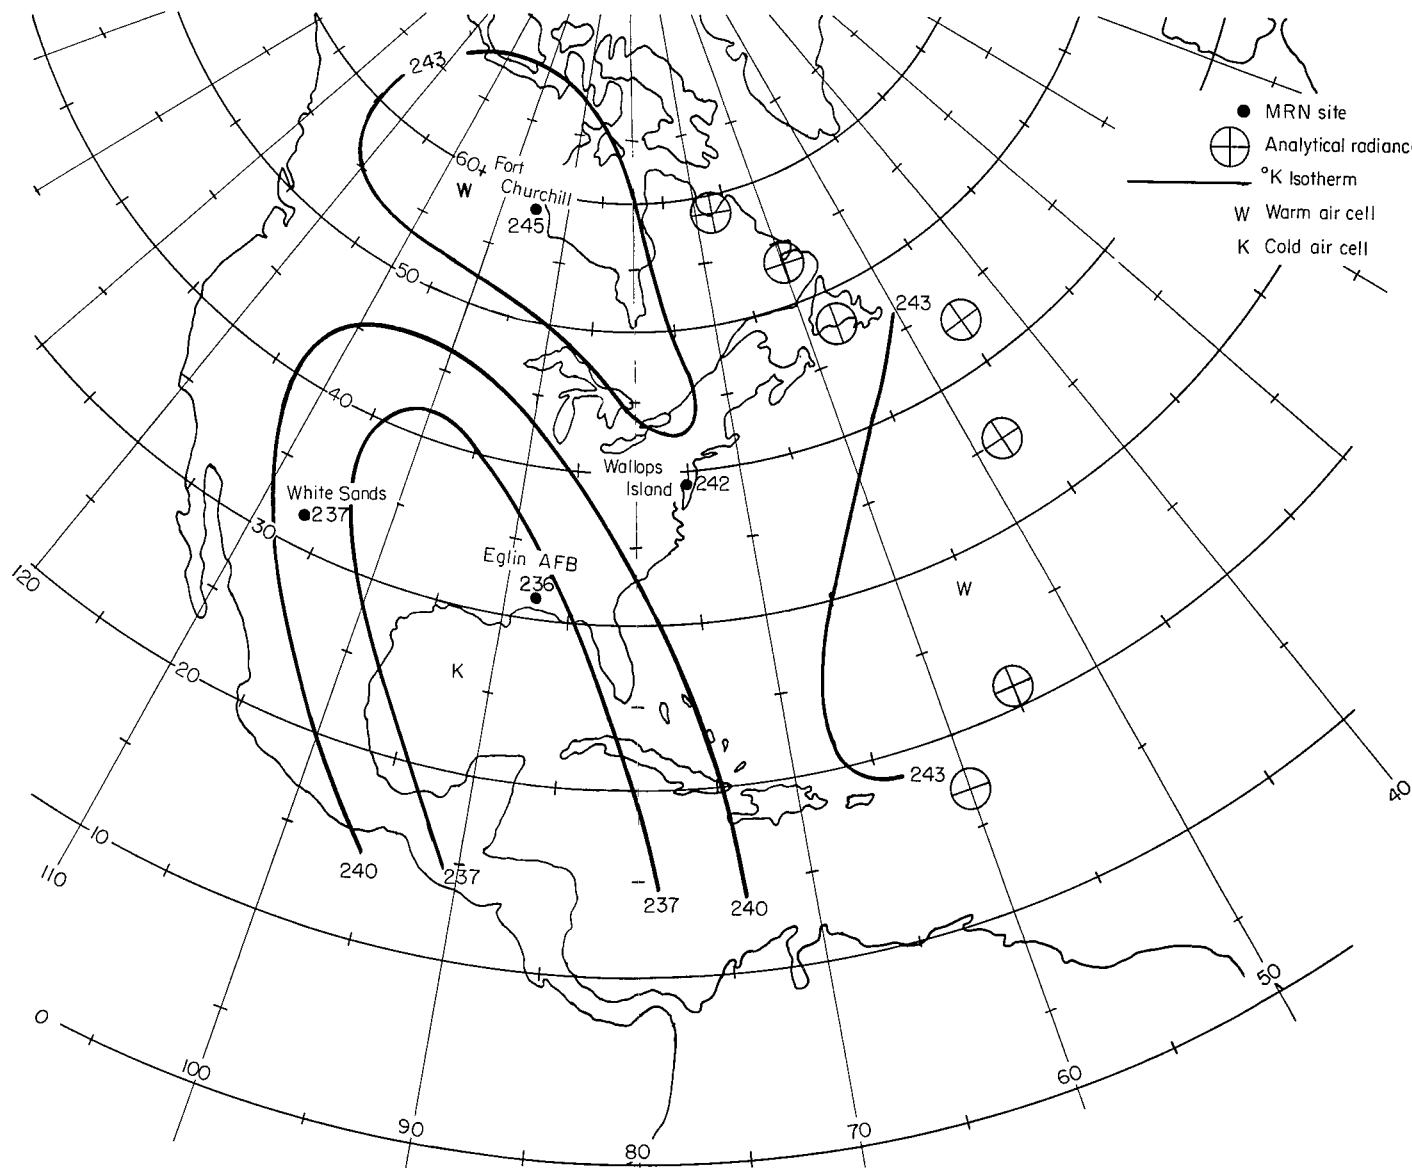 243
MRN site
Analytical radianc
°K Isotherm
W Warm air cell
K Cold air cell
60
Fort
Churchill
W
245
50
243
40
Wallops
Island
242
White Sands
237
30
Eglin AFB
236
120
W
20
K
243
40
10
110
240
237
237
240
50
0
100
60
90
70
80